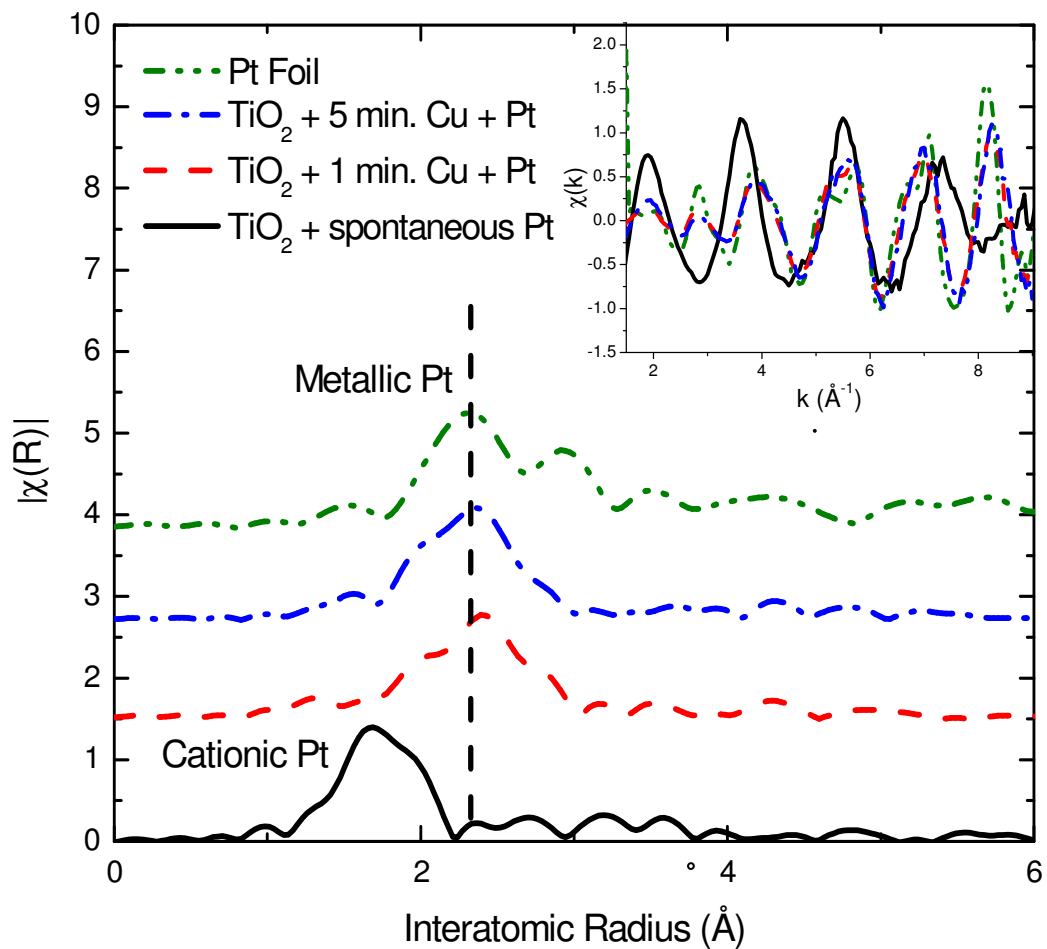 10
9
8
7
6
5
4
3
2
1
0
|χ(R)|
Pt Foil
TiO₂ + 5 min. Cu + Pt
TiO₂ + 1 min. Cu + Pt
TiO₂ + spontaneous Pt
2.0
1.5
1.0
0.5
0.0
-0.5
-1.0
-1.5
χ(k)
2 4 6 8
k (Å⁻¹)
Metallic Pt
Cationic Pt
0 2 4 6
Interatomic Radius (Å)